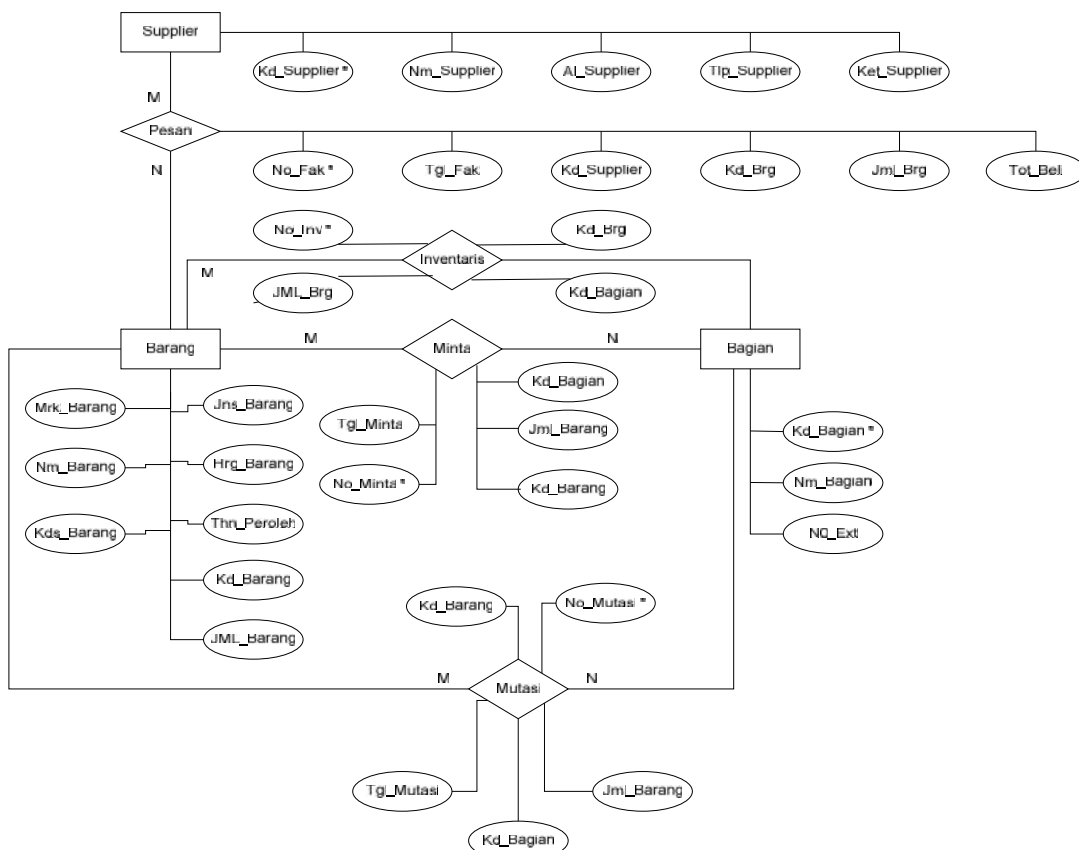 Supplier
Kd_Supplier*
Nm_Supplier
Al_Supplier
Tlp_Supplier
Ket_Supplier
M
Pesan
N
No_Fak*
Tgl_Fak
Kd_Supplier
Kd_Brg
Jml_Brg
Tot_Beli
No_Inv*
Kd_Brg
Inventaris
M
JML_Brg
Kd_Bagian
Barang
M
Minta
N
Bagian
Mrk_Barang
Jns_Barang
Kd_Bagian
Tgl_Minta
Jml_Barang
Kd_Bagian*
Nm_Barang
Hrg_Barang
No_Minta*
Kd_Barang
Nm_Bagian
Kds_Barang
Thn_Peroleh
N0_Ext
Kd_Barang
Kd_Barang
No_Mutasi*
JML_Barang
M
Mutasi
N
Tgl_Mutasi
Jml_Barang
Kd_Bagian